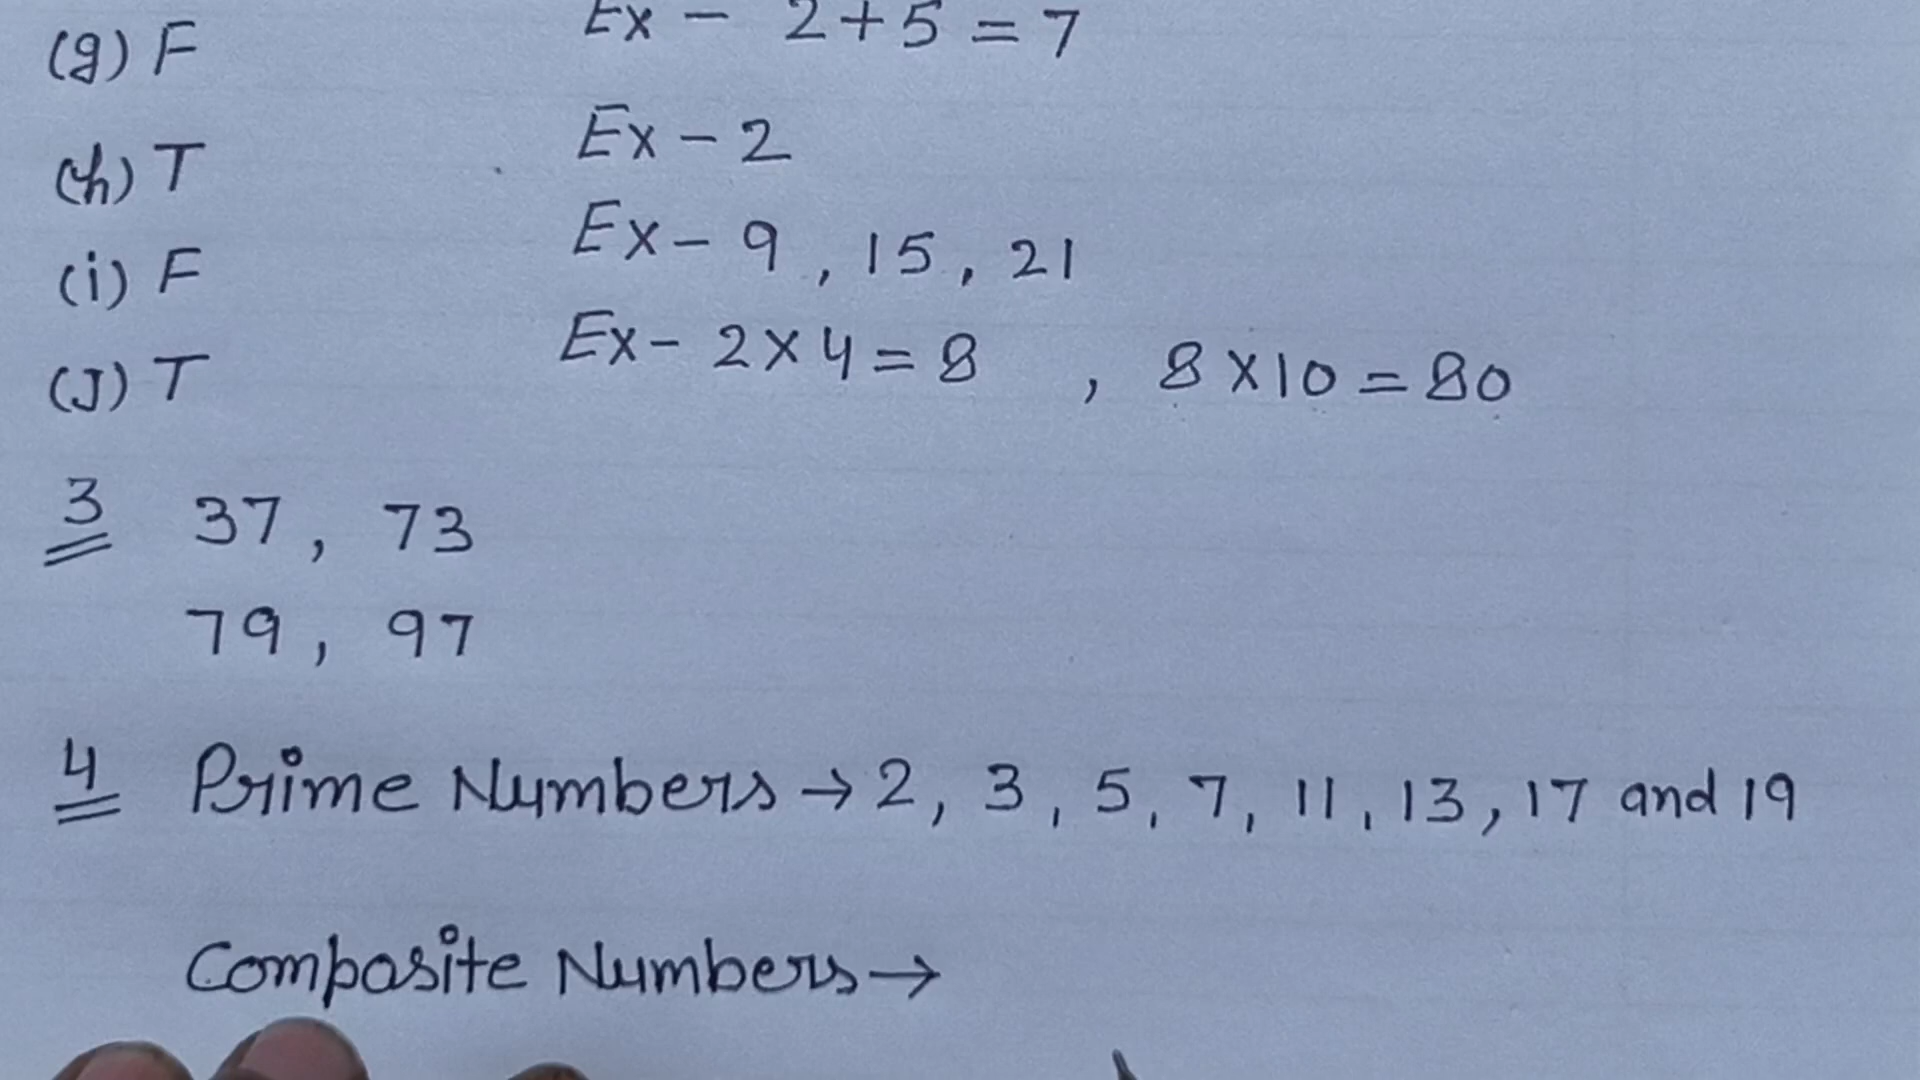 (g) F Ex - 2+5 = 7
(h) T Ex - 2
(i) F Ex - 9, 15, 21
(J) T Ex - 2 x 4 = 8 , 8 x 10 = 80
3 37, 73
79, 97
4 Prime Numbers → 2, 3, 5, 7, 11, 13, 17 and 19
Composite Numbers →